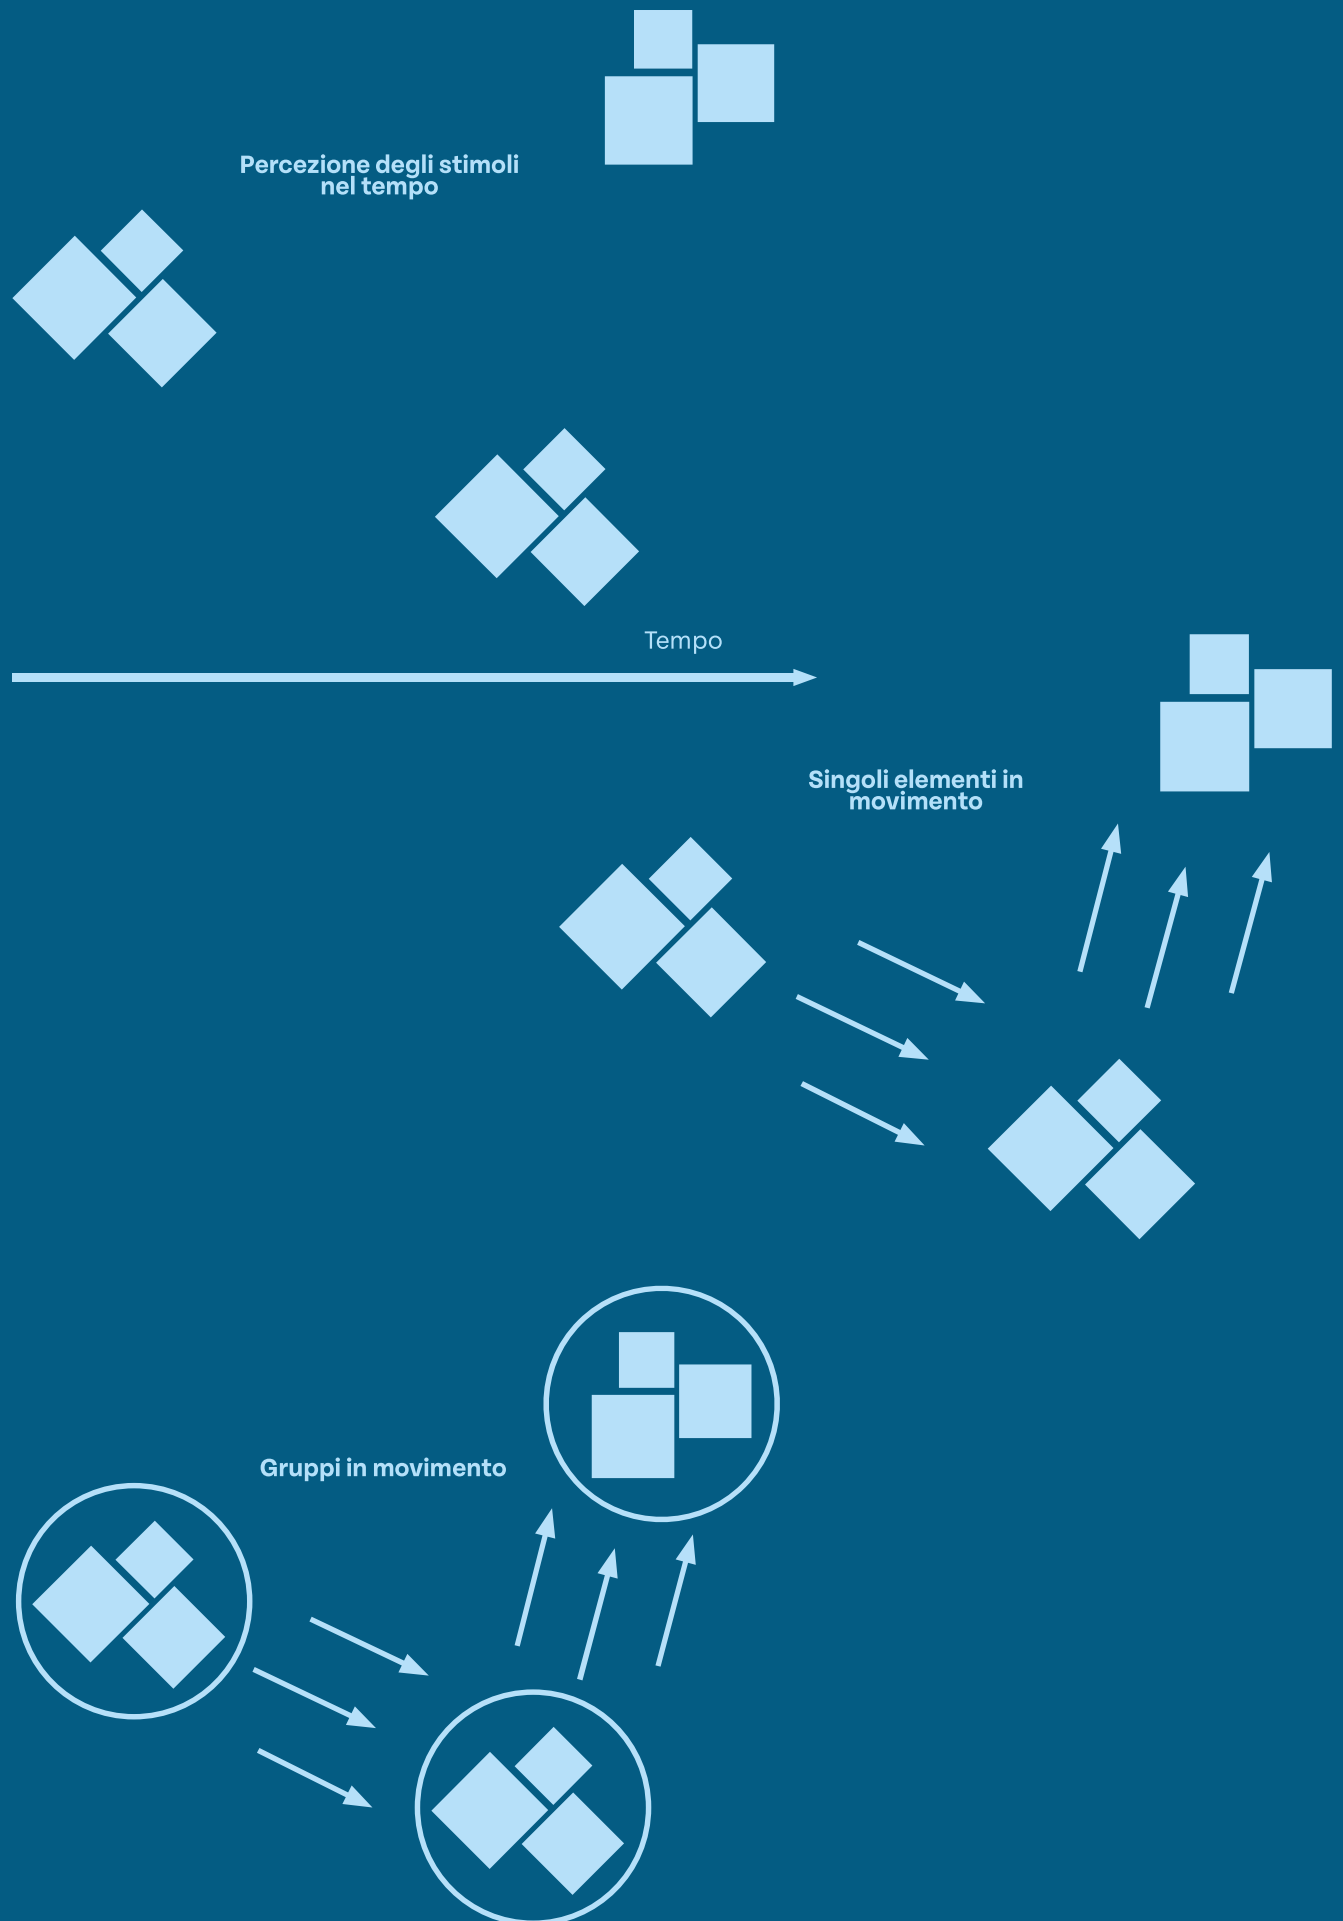 Percezione degli stimoli
nel tempo
Tempo
Singoli elementi in
movimento
Gruppi in movimento